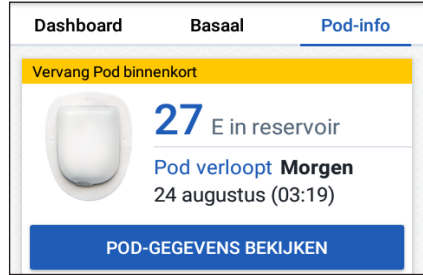 Dashboard Basaal Pod-info
Vervang Pod binnenkort
27 E in reservoir
Pod verloopt Morgen
24 augustus (03:19)
POD-GEGEVENS BEKIJKEN